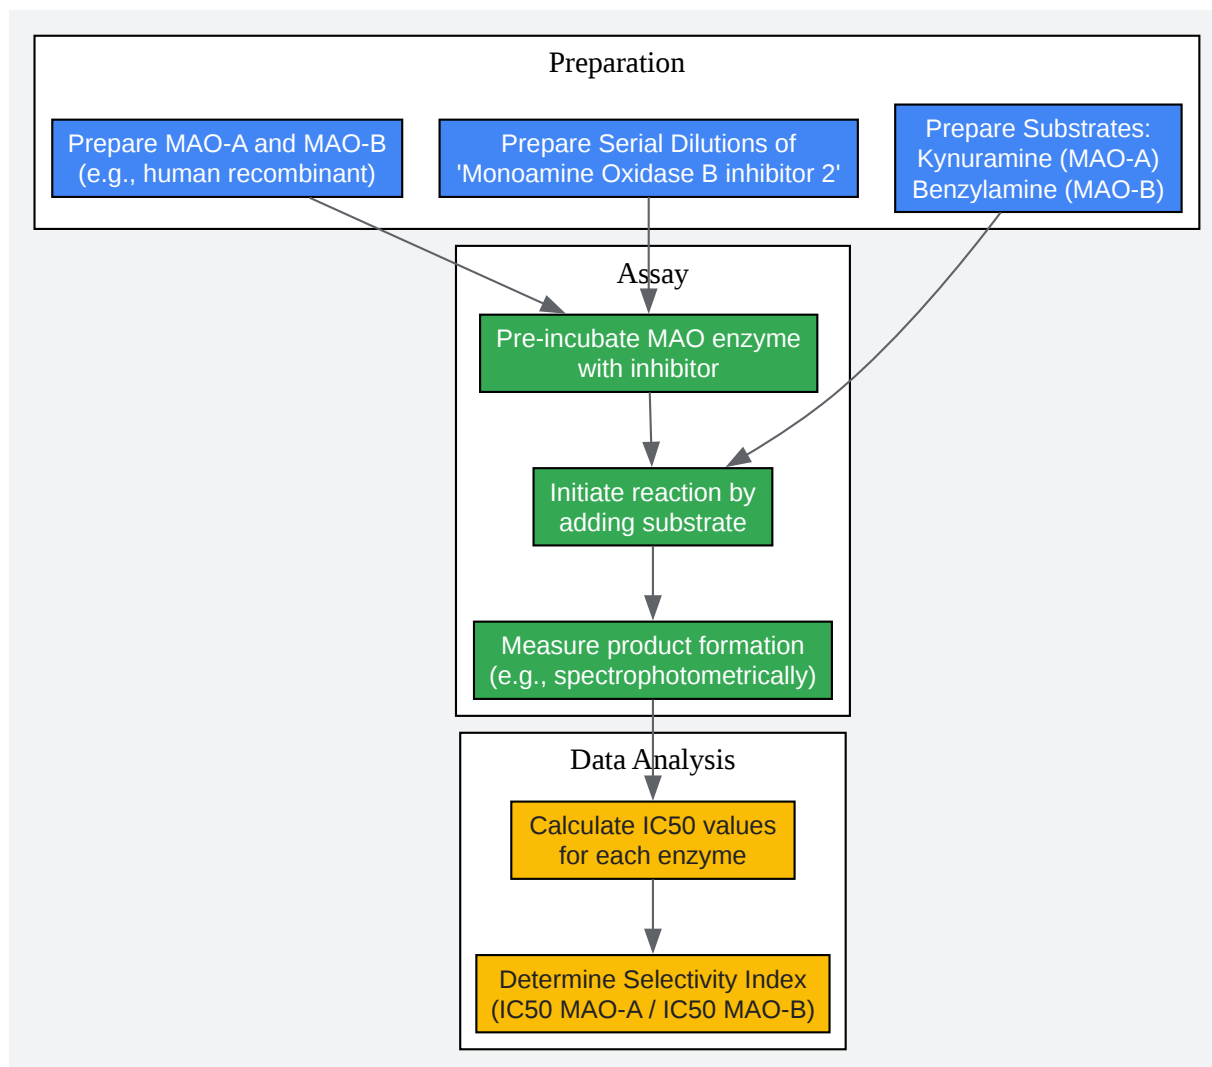 Preparation
Prepare MAO-A and MAO-B
(e.g., human recombinant)
Prepare Serial Dilutions of
'Monoamine Oxidase B inhibitor 2'
Prepare Substrates:
Kynuramine (MAO-A)
Benzylamine (MAO-B)
Assay
Pre-incubate MAO enzyme
with inhibitor
Initiate reaction by
adding substrate
Measure product formation
(e.g., spectrophotometrically)
Data Analysis
Calculate IC50 values
for each enzyme
Determine Selectivity Index
(IC50 MAO-A / IC50 MAO-B)